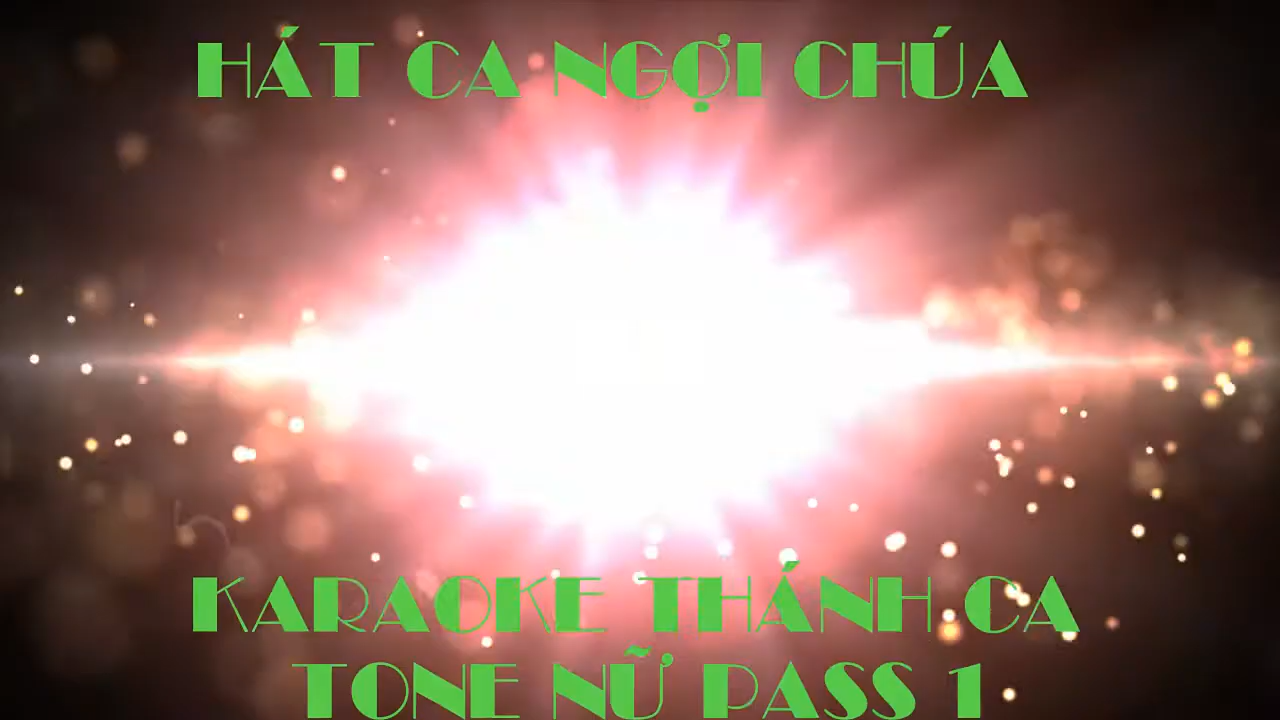 HÁT CA NGỢI CHÚA
KARAOKE THÁNH CA
TONE NỮ PASS 1